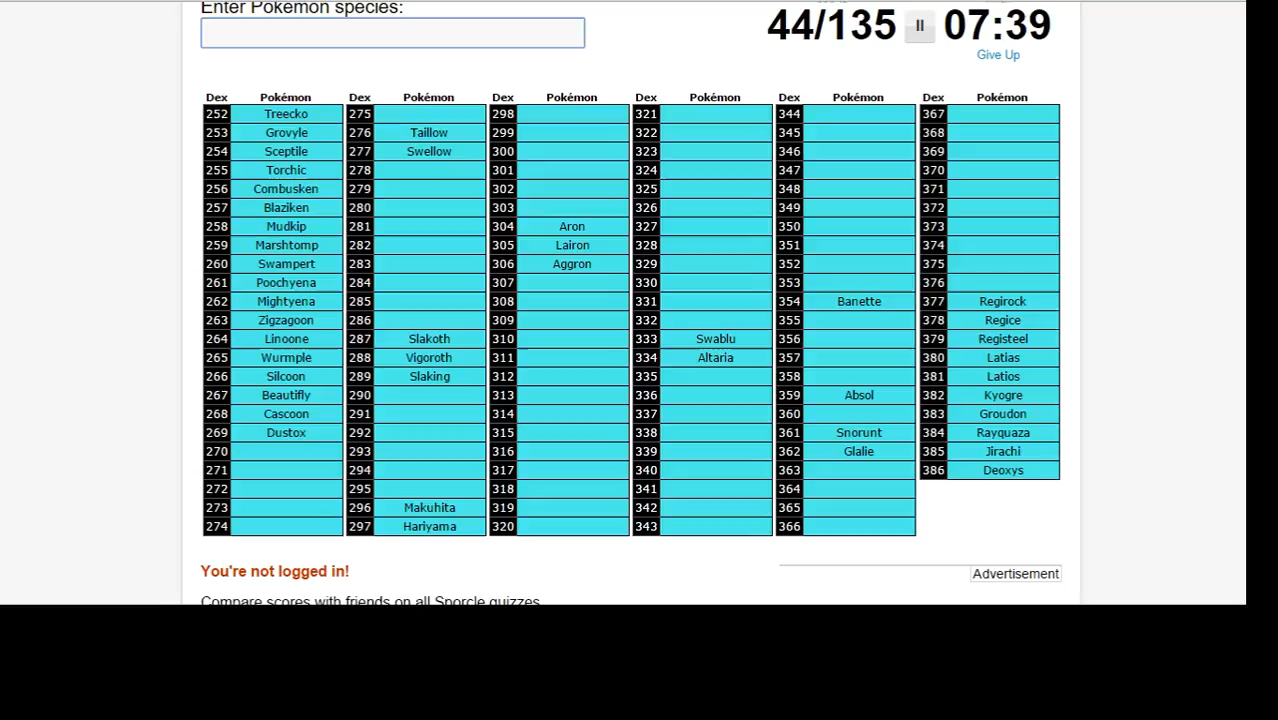 Enter Pokemon species:
44/135 II 07:39
Give Up
Dex Pokémon Dex Pokémon Dex Pokémon Dex Pokémon Dex Pokémon Dex Pokémon
252 Treecko 275 298 321 344 367
253 Grovyle 276 Taillow 299 322 345 368
254 Sceptile 277 Swellow 300 323 346 369
255 Torchic 278 301 324 347 370
256 Combusken 279 302 325 348 371
257 Blaziken 280 303 326 349 372
258 Mudkip 281 304 Aron 327 350 373
259 Marshtomp 282 305 Lairon 328 351 374
260 Swampert 283 306 Aggron 329 352 375
261 Poochyena 284 307 330 353 376
262 Mightyena 285 308 331 354 Banette 377 Regirock
263 Zigzagoon 286 309 332 355 378 Regice
264 Linoone 287 Slakoth 310 333 Swablu 356 379 Registeel
265 Wurmple 288 Vigoroth 311 334 Altaria 357 380 Latias
266 Silcoon 289 Slaking 312 335 358 381 Latios
267 Beautifly 290 313 336 359 Absol 382 Kyogre
268 Cascoon 291 314 337 360 383 Groudon
269 Dustox 292 315 338 361 Snorunt 384 Rayquaza
270 293 316 339 362 Glalie 385 Jirachi
271 294 317 340 363 386 Deoxys
272 295 318 341 364
273 296 Makuhita 319 342 365
274 297 Hariyama 320 343 366
You're not logged in!
Advertisement
Compare scores with friends on all Sporcle quizzes